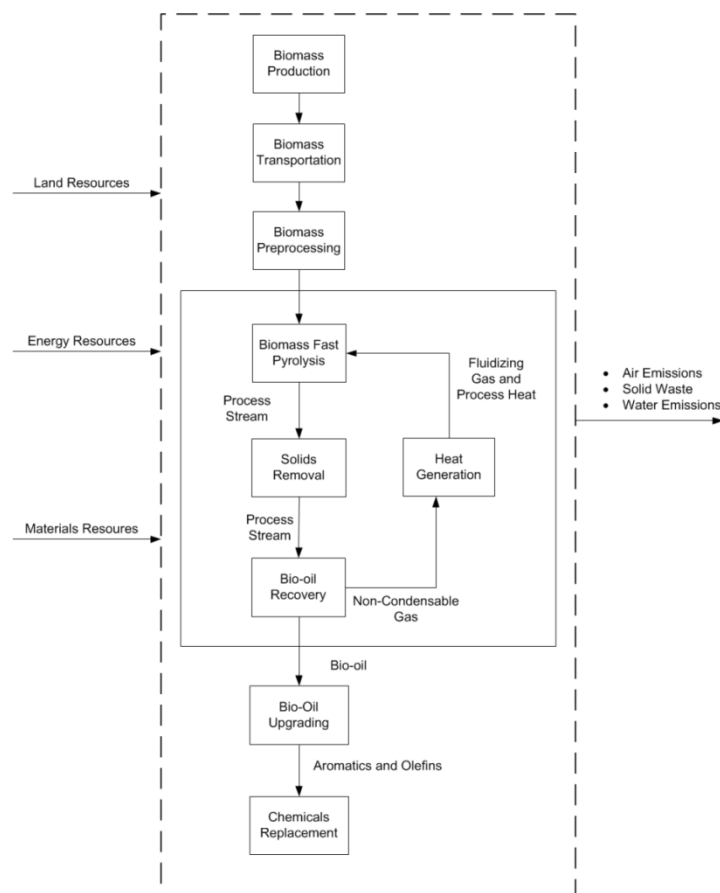 Biomass
Production
Biomass
Transportation
Land Resources
Biomass
Preprocessing
Energy Resources
Biomass Fast
Pyrolysis
Fluidizing
Gas and
Process Heat
• Air Emissions
• Solid Waste
• Water Emissions
Process
Stream
Solids
Removal
Heat
Generation
Materials Resoures
Process
Stream
Bio-oil
Recovery
Non-Condensable
Gas
Bio-oil
Bio-Oil
Upgrading
Aromatics and Olefins
Chemicals
Replacement